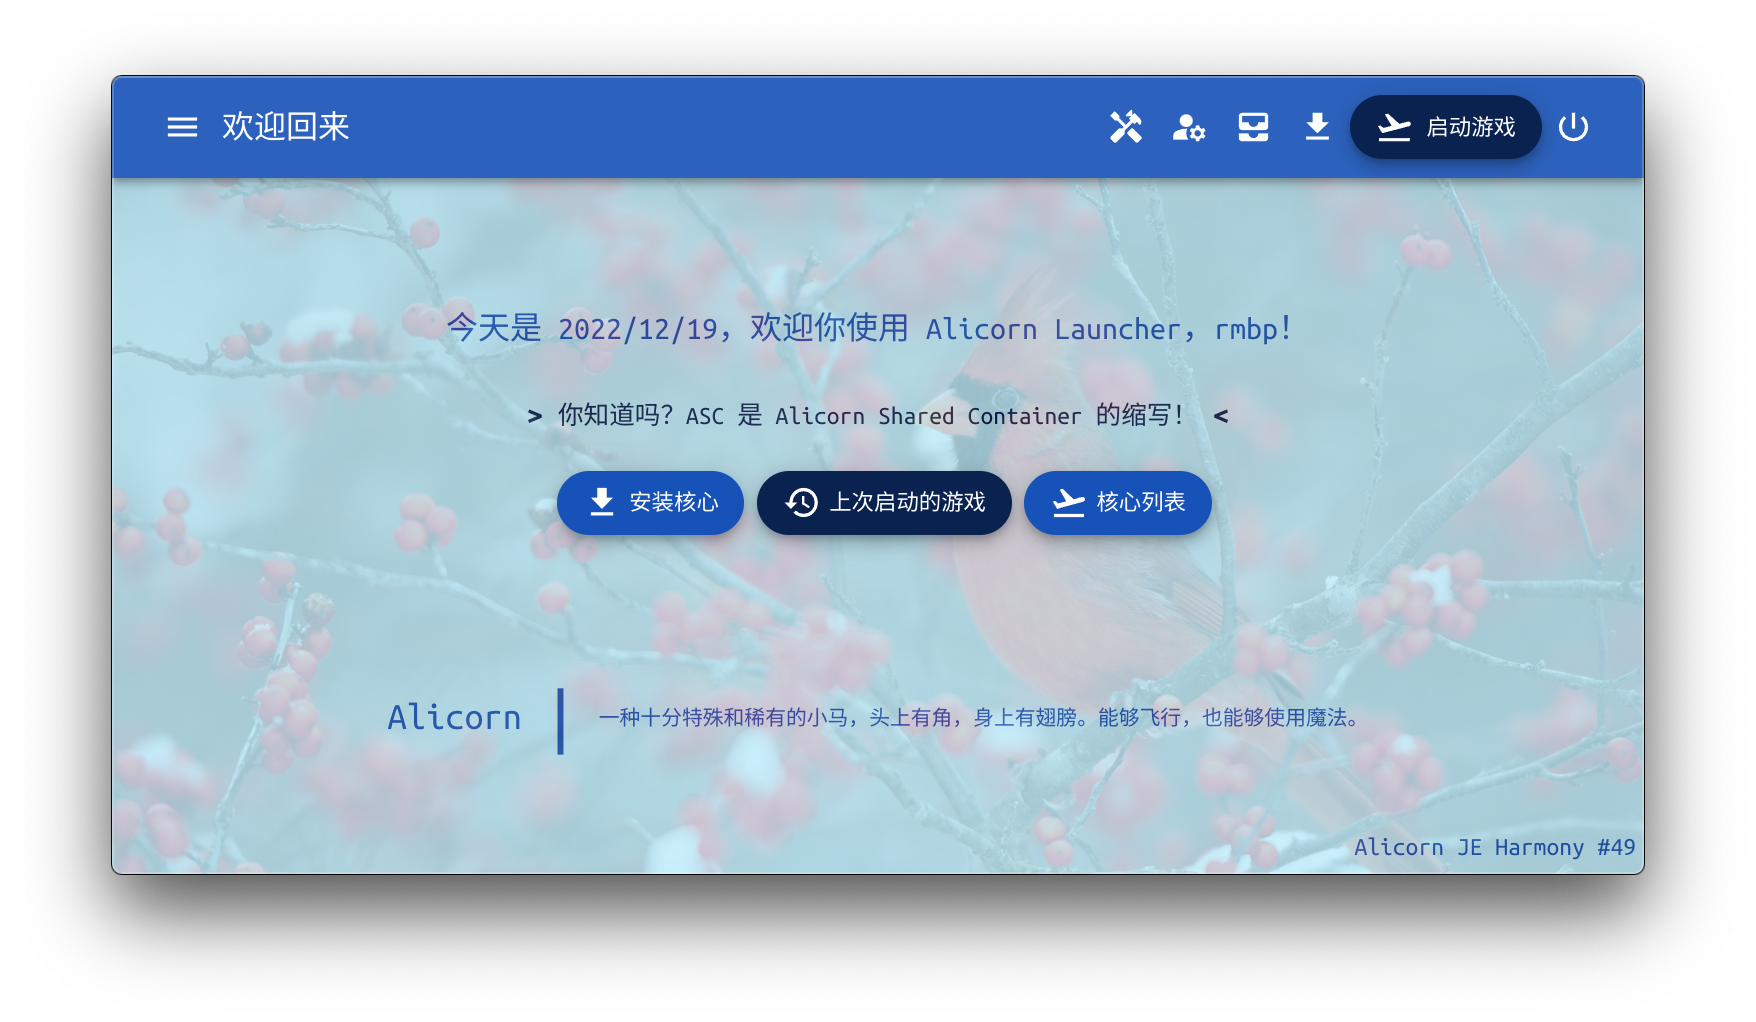 欢迎回来
启动游戏
今天是 2022/12/19，欢迎你使用 Alicorn Launcher，rmbp！
> 你知道吗？ASC 是 Alicorn Shared Container 的缩写！ <
安装核心
上次启动的游戏
核心列表
Alicorn
一种十分特殊和稀有的小马，头上有角，身上有翅膀。能够飞行，也能够使用魔法。
Alicorn JE Harmony #49